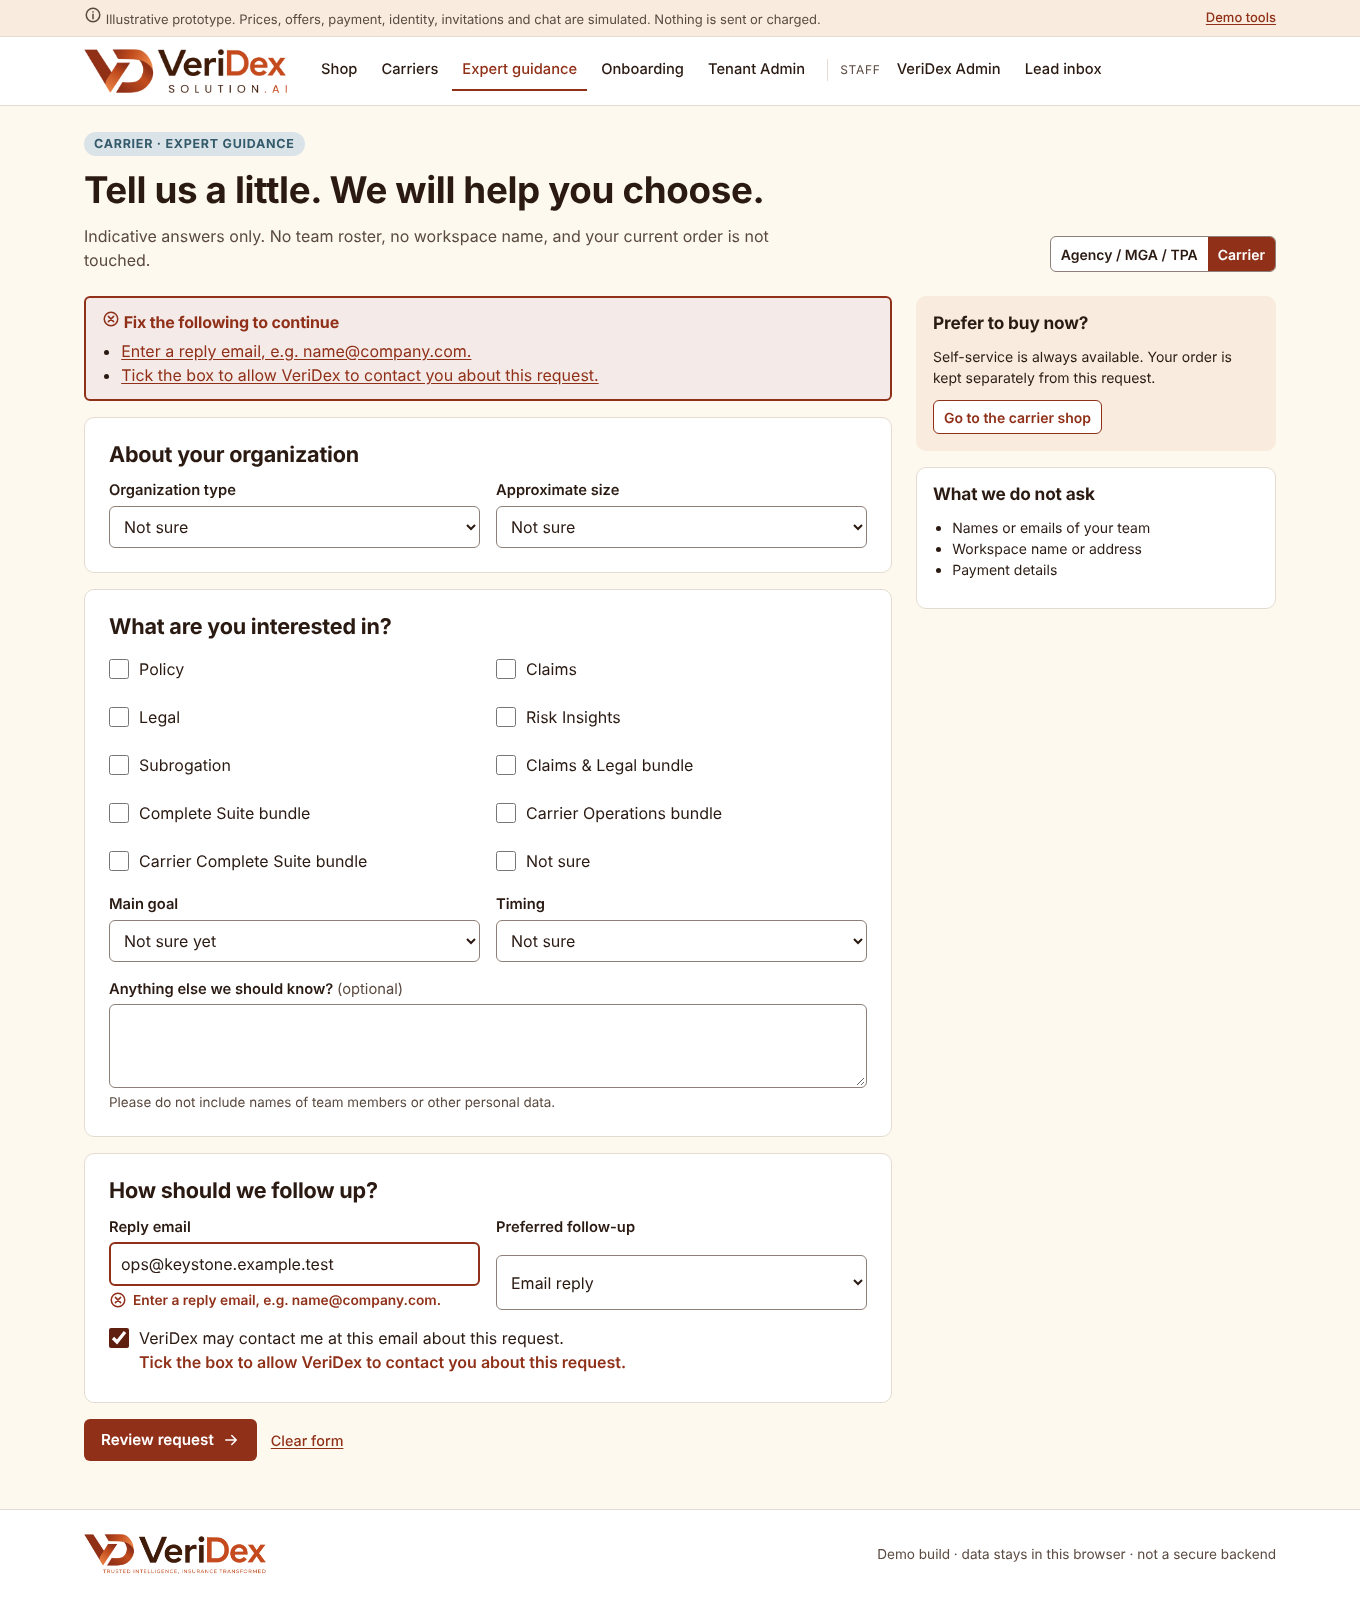 Illustrative prototype. Prices, offers, payment, identity, invitations and chat are simulated. Nothing is sent or charged.
Demo tools
VeriDex
SOLUTION.AI
Shop
Carriers
Expert guidance
Onboarding
Tenant Admin
STAFF
VeriDex Admin
Lead inbox
CARRIER · EXPERT GUIDANCE
Tell us a little. We will help you choose.
Indicative answers only. No team roster, no workspace name, and your current order is not
touched.
Agency / MGA / TPA
Carrier
Fix the following to continue
Enter a reply email, e.g. name@company.com.
Tick the box to allow VeriDex to contact you about this request.
About your organization
Organization type
Approximate size
Not sure
Not sure
What are you interested in?
Policy
Claims
Legal
Risk Insights
Subrogation
Claims & Legal bundle
Complete Suite bundle
Carrier Operations bundle
Carrier Complete Suite bundle
Not sure
Main goal
Timing
Not sure yet
Not sure
Anything else we should know? (optional)
Please do not include names of team members or other personal data.
How should we follow up?
Reply email
Preferred follow-up
ops@keystone.example.test
Email reply
Enter a reply email, e.g. name@company.com.
VeriDex may contact me at this email about this request.
Tick the box to allow VeriDex to contact you about this request.
Review request →
Clear form
Prefer to buy now?
Self-service is always available. Your order is
kept separately from this request.
Go to the carrier shop
What we do not ask
Names or emails of your team
Workspace name or address
Payment details
VeriDex
TRUSTED INTELLIGENCE, INSURANCE TRANSFORMED
Demo build · data stays in this browser · not a secure backend